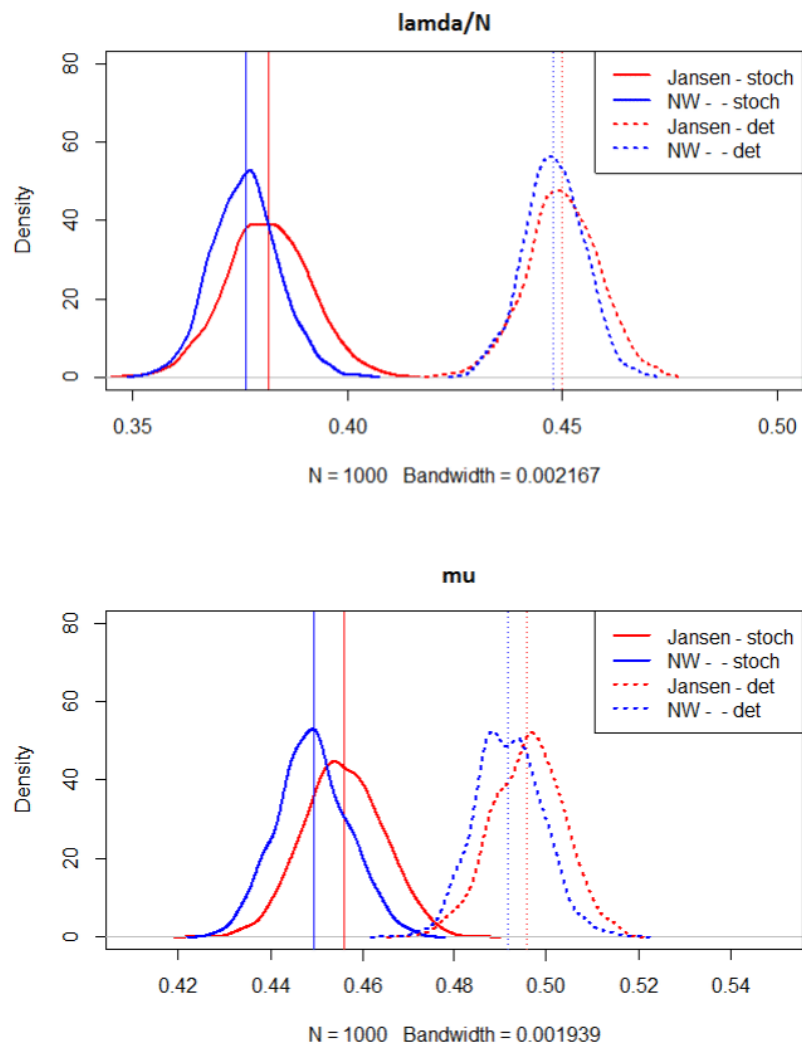 lamda/N
80
60
40
20
0
Density
Jansen - stoch
NW - - stoch
Jansen - det
NW - - det
0.35 0.40 0.45 0.50
N = 1000 Bandwidth = 0.002167
mu
80
60
40
20
0
Density
Jansen - stoch
NW - - stoch
Jansen - det
NW - - det
0.42 0.44 0.46 0.48 0.50 0.52 0.54
N = 1000 Bandwidth = 0.001939